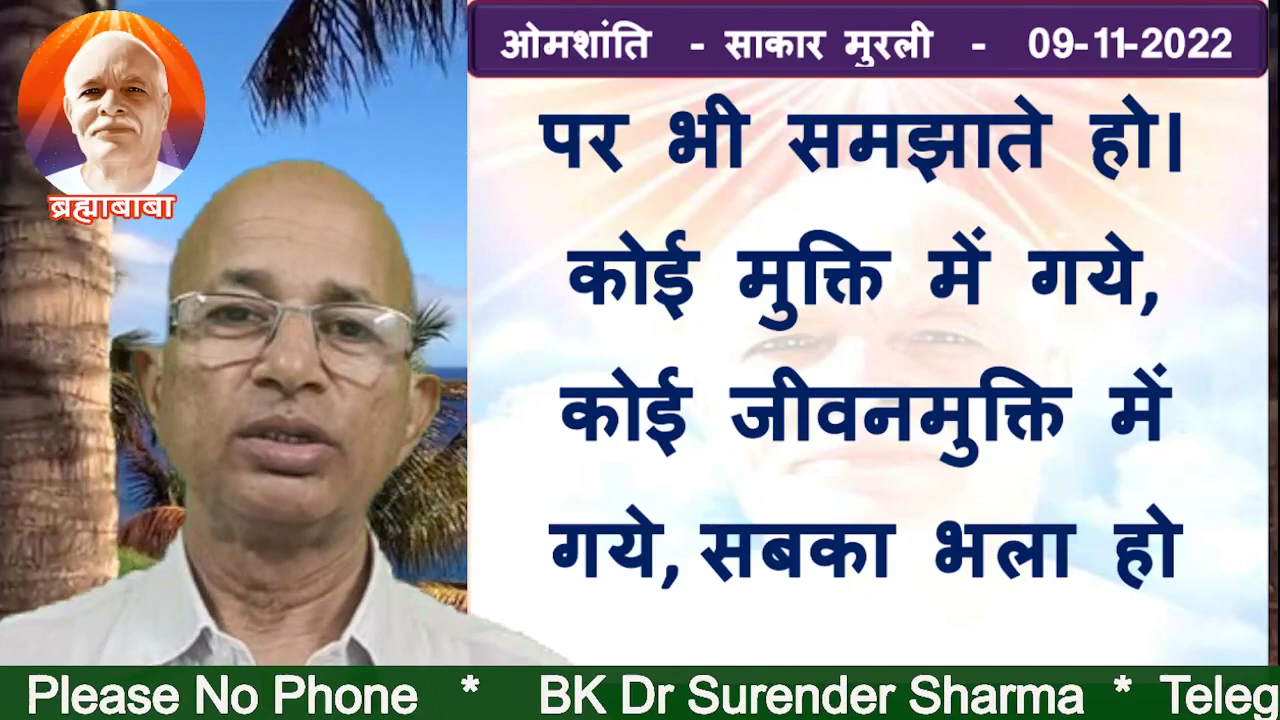 ओमशांति - साकार मुरली - 09-11-2022
ब्रह्माबाबा
पर भी समझाते हो।
कोई मुक्ति में गये,
कोई जीवनमुक्ति में
गये, सबका भला हो
Please No Phone * BK Dr Surender Sharma * Teleg